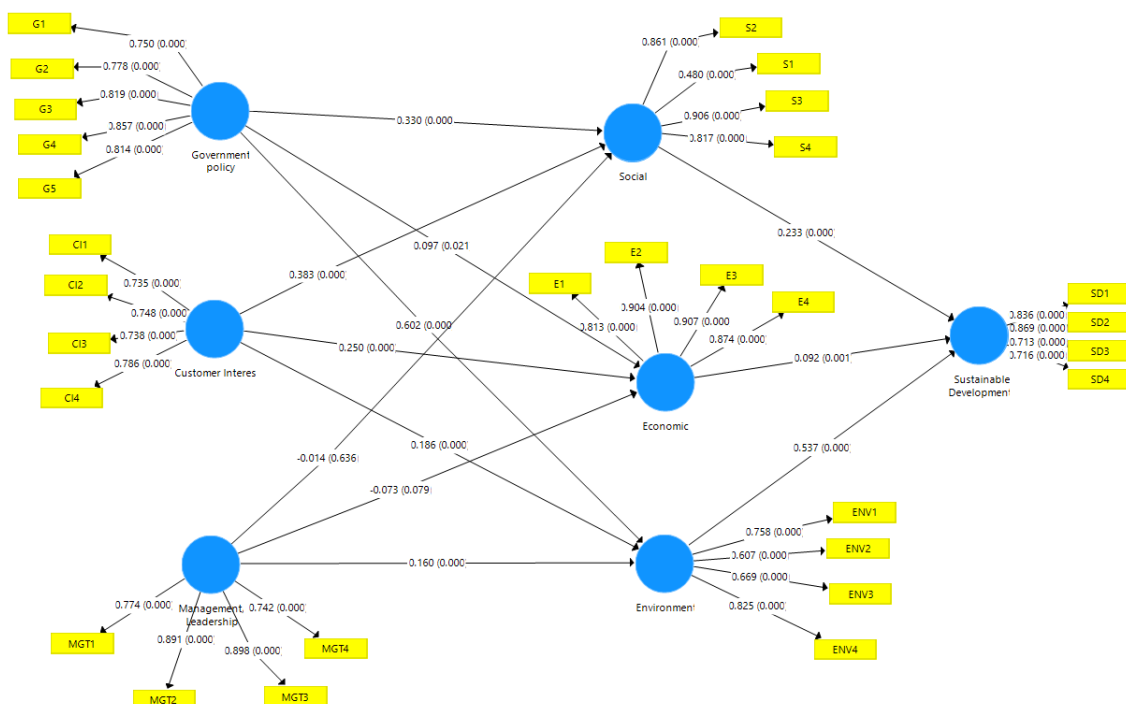 G1
0.750 (0.000)
G2
0.778 (0.000)
G3
0.819 (0.000)
G4
0.857 (0.000)
0.814 (0.000)
G5
Government
policy
0.330 (0.000
0.861 (0.000)
S2
0.480 (0.000)
S1
0.906 (0.000)
S3
0.817 (0.000)
S4
Social
CI1
0.735 (0.000)
CI2
0.748 (0.000
CI3
0.738 (0.000)
0.786 (0.000)
CI4
Customer Interes
0.097 (0.021
0.383 (0.000)
0.602 (0.000
0.250 (0.000)
0.233 (0.000)
E1
E2
E3
E4
0.813 (0.000)
0.904 (0.000)
0.907 (0.000
0.874 (0.000)
Economic
0.092 (0.001)
SD1
0.836 (0.000)
SD2
0.869 (0.000)
0.713 (0.000)
SD3
0.716 (0.000)
SD4
Sustainable
Development
0.186 (0.000)
-0.014 (0.636)
-0.073 (0.079)
0.537 (0.000)
0.160 (0.000)
ENV1
0.758 (0.000)
ENV2
0.607 (0.000)
0.669 (0.000)
ENV3
0.825 (0.000)
ENV4
Environment
Management,
Leadership
0.774 (0.000)
0.742 (0.000)
0.891 (0.000)
0.898 (0.000)
MGT1
MGT4
MGT2
MGT3